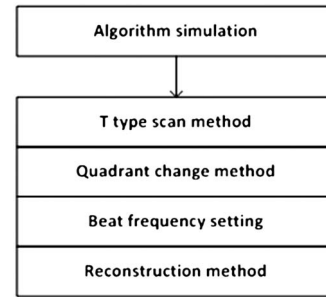 Algorithm simulation
T type scan method
Quadrant change method
Beat frequency setting
Reconstruction method